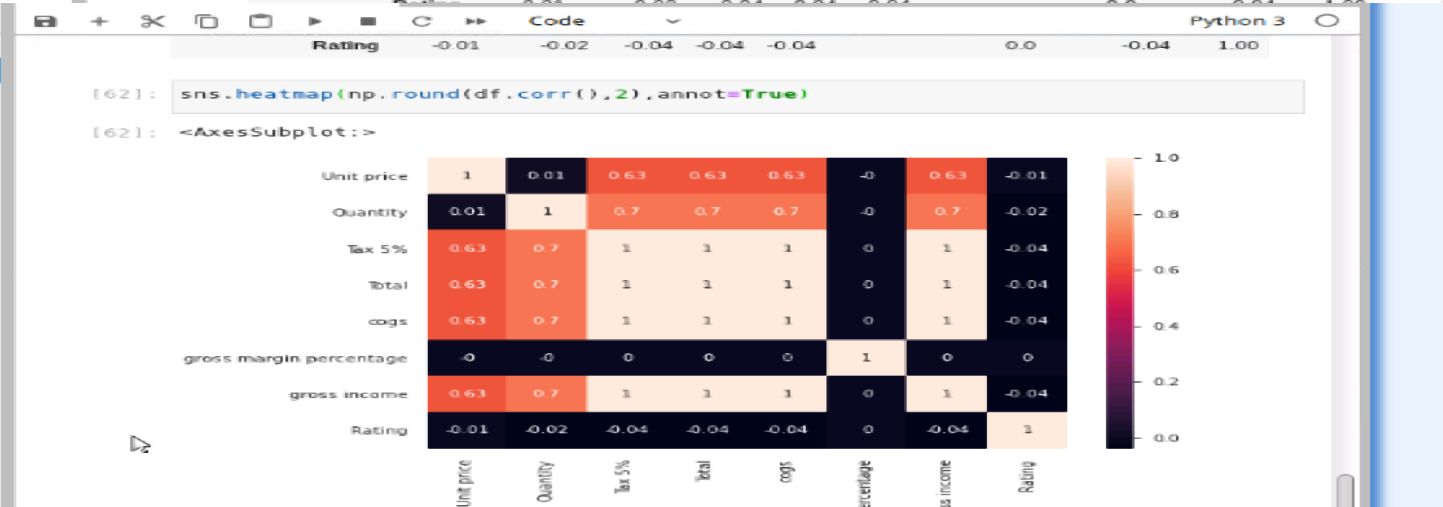 Code Python 3
Rating -0.01 -0.02 -0.04 -0.04 -0.04 0.0 -0.04 1.00
[62]: sns.heatmap(np.round(df.corr(),2),annot=True)
[62]: <AxesSubplot:>
Unit price 1 0.01 0.63 0.63 0.63 -0 0.63 -0.01
Quantity 0.01 1 0.7 0.7 0.7 -0 0.7 -0.02
Tax 5% 0.63 0.7 1 1 1 0 1 -0.04
Total 0.63 0.7 1 1 1 0 1 -0.04
cogs 0.63 0.7 1 1 1 0 1 -0.04
gross margin percentage -0 -0 0 0 0 1 0 0
gross income 0.63 0.7 1 1 1 0 1 -0.04
Rating -0.01 -0.02 -0.04 -0.04 -0.04 0 -0.04 1
1.0
0.8
0.6
0.4
0.2
0.0
Unit price
Quantity
Tax 5%
Total
cogs
ercentage
ss income
Rating